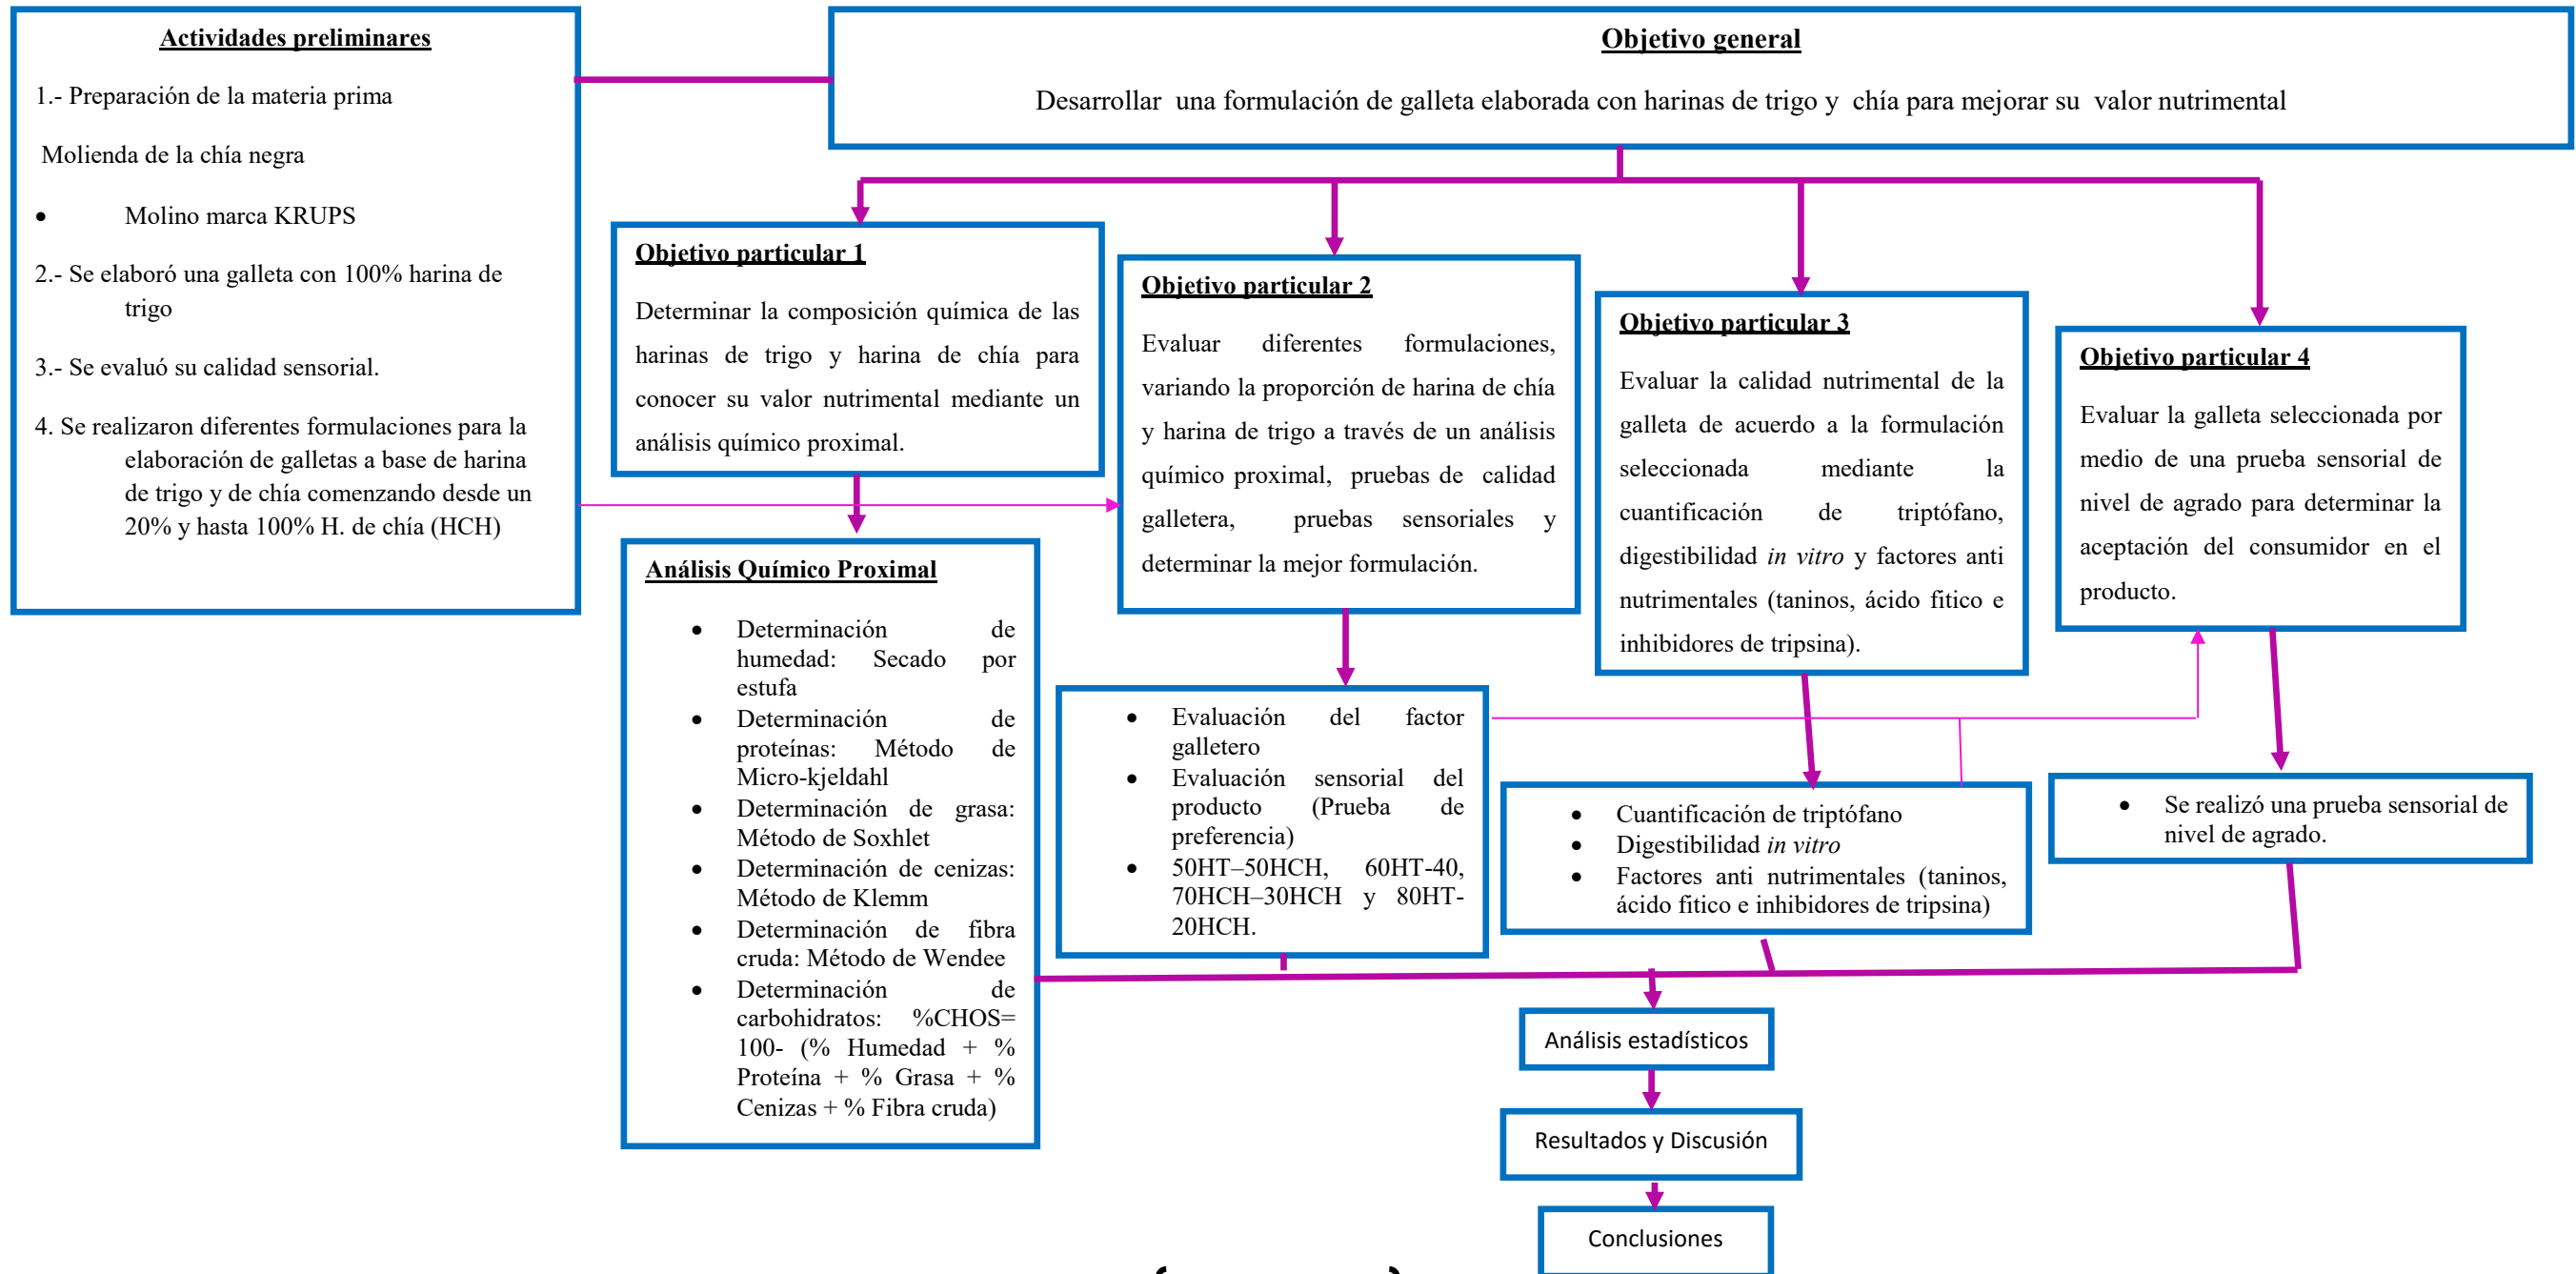 Actividades preliminares
1.- Preparación de la materia prima
Molienda de la chía negra
• Molino marca KRUPS
2.- Se elaboró una galleta con 100% harina de
trigo
3.- Se evaluó su calidad sensorial.
4. Se realizaron diferentes formulaciones para la
elaboración de galletas a base de harina
de trigo y de chía comenzando desde un
20% y hasta 100% H. de chía (HCH)
Objetivo general
Desarrollar una formulación de galleta elaborada con harinas de trigo y chía para mejorar su valor nutrimental
Objetivo particular 1
Determinar la composición química de las
harinas de trigo y harina de chía para
conocer su valor nutrimental mediante un
análisis químico proximal.
Objetivo particular 2
Evaluar diferentes formulaciones,
variando la proporción de harina de chía
y harina de trigo a través de un análisis
químico proximal, pruebas de calidad
galletera, pruebas sensoriales y
determinar la mejor formulación.
Objetivo particular 3
Evaluar la calidad nutrimental de la
galleta de acuerdo a la formulación
seleccionada mediante la
cuantificación de triptófano,
digestibilidad in vitro y factores anti
nutrimentales (taninos, ácido fitico e
inhibidores de tripsina).
Objetivo particular 4
Evaluar la galleta seleccionada por
medio de una prueba sensorial de
nivel de agrado para determinar la
aceptación del consumidor en el
producto.
Análisis Químico Proximal
• Determinación de
humedad: Secado por
estufa
• Determinación de
proteínas: Método de
Micro-kjeldahl
• Determinación de grasa:
Método de Soxhlet
• Determinación de cenizas:
Método de Klemm
• Determinación de fibra
cruda: Método de Wendee
• Determinación de
carbohidratos: %CHOS=
100- (% Humedad + %
Proteína + % Grasa + %
Cenizas + % Fibra cruda)
• Evaluación del factor
galletero
• Evaluación sensorial del
producto (Prueba de
preferencia)
• 50HT–50HCH, 60HT-40,
70HCH–30HCH y 80HT-
20HCH.
• Cuantificación de triptófano
• Digestibilidad in vitro
• Factores anti nutrimentales (taninos,
ácido fitico e inhibidores de tripsina)
• Se realizó una prueba sensorial de
nivel de agrado.
Análisis estadísticos
Resultados y Discusión
Conclusiones